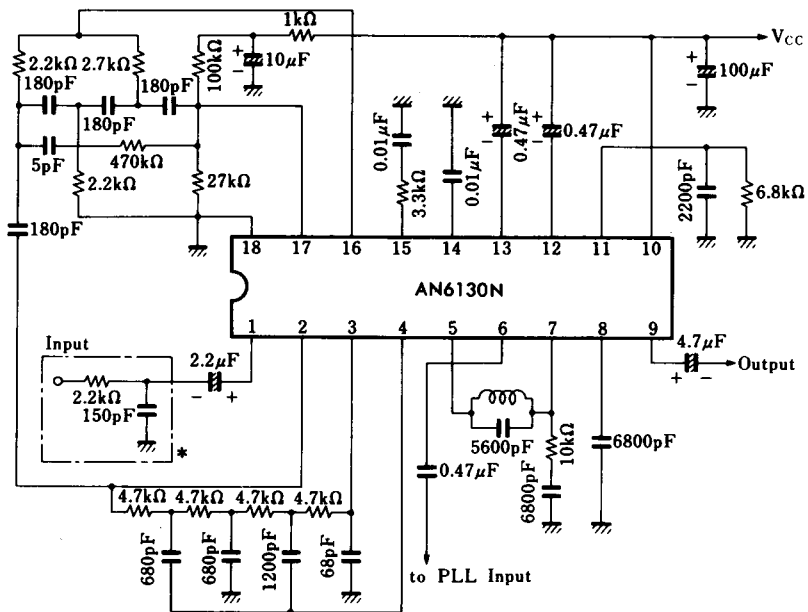 1kΩ
VCC
2.2kΩ
2.7kΩ
100kΩ
+
-
10μF
+
-
100μF
180pF
180pF
180pF
5pF
470kΩ
2.2kΩ
27kΩ
180pF
0.01μF
3.3kΩ
0.01μF
+
-
0.47μF
+
-
0.47μF
2200pF
6.8kΩ
18 17 16 15 14 13 12 11 10
AN6130N
1 2 3 4 5 6 7 8 9
Input
2.2kΩ
150pF
*
2.2μF
- +
4.7μF
+ -
Output
5600pF
10kΩ
6800pF
6800pF
0.47μF
to PLL Input
4.7kΩ 4.7kΩ 4.7kΩ 4.7kΩ
680pF
680pF
1200pF
68pF